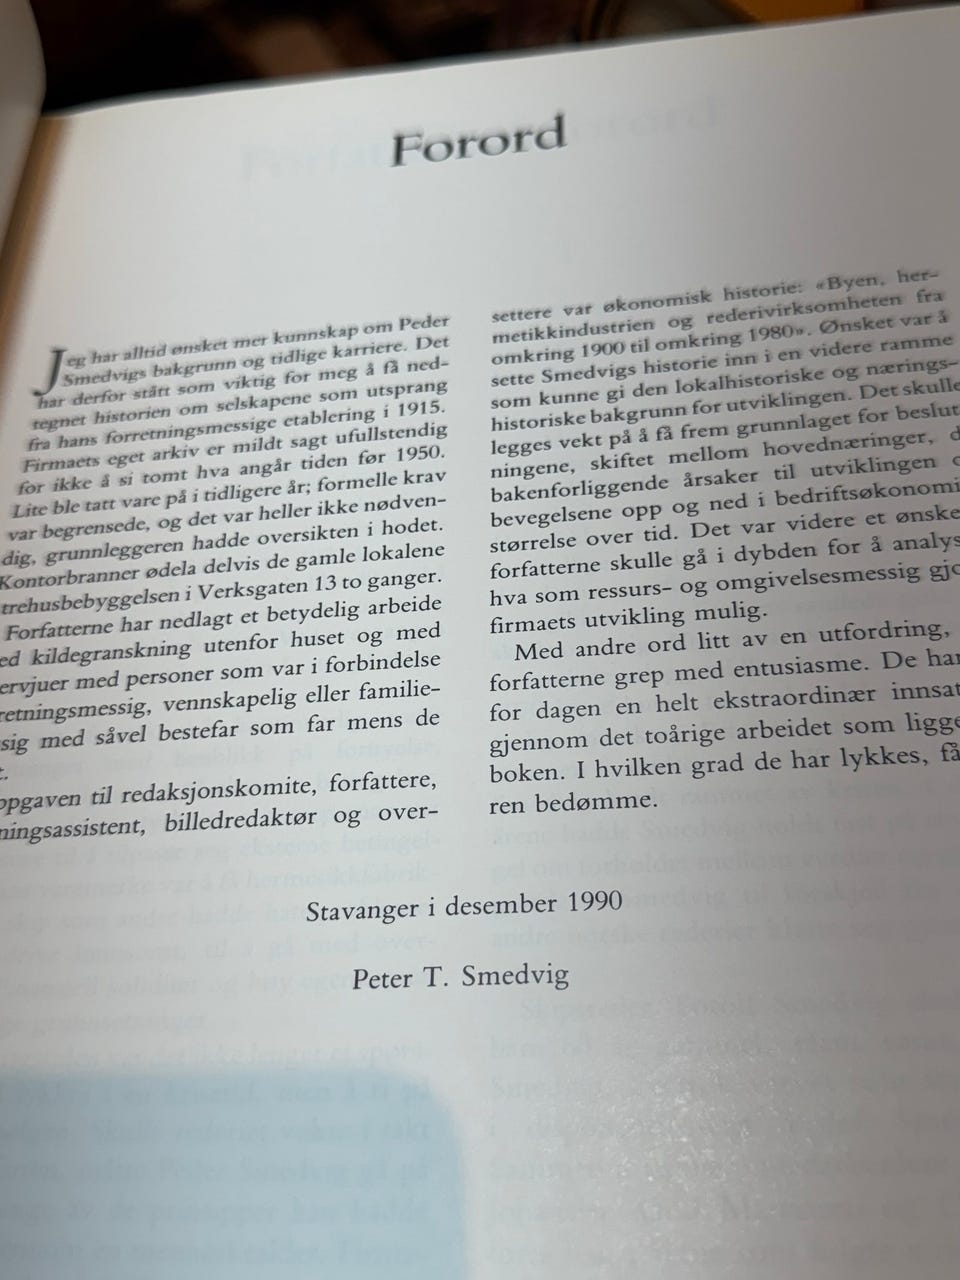 Forord
Jeg har alltid ønsket mer kunnskap om Peder
Smedvigs bakgrunn og tidlige karriere. Det
har derfor stått som viktig for meg å få ned-
tegnet historien om selskapene som utsprang
fra hans forretningsmessige etablering i 1915.
Firmaets eget arkiv er mildt sagt ufullstendig
for ikke å si tomt hva angår tiden før 1950.
Lite ble tatt vare på i tidligere år; formelle krav
var begrensede, og det var heller ikke nødven-
dig, grunnleggeren hadde oversikten i hodet.
Kontorbranner ødela delvis de gamle lokalene
trehusbebyggelsen i Verksgaten 13 to ganger.
Forfatterne har nedlagt et betydelig arbeide
ed kildegranskning utenfor huset og med
ervjuer med personer som var i forbindelse
retningsmessig, vennskapelig eller familie-
sig med såvel bestefar som far mens de
t.
ppgaven til redaksjonskomite, forfattere,
ningsassistent, billedredaktør og over-
settere var økonomisk historie: «Byen, her-
metikkindustrien og rederivirksomheten fra
omkring 1900 til omkring 1980». Ønsket var å
sette Smedvigs historie inn i en videre ramme
som kunne gi den lokalhistoriske og nærings-
historiske bakgrunn for utviklingen. Det skulle
legges vekt på å få frem grunnlaget for beslut
ningene, skiftet mellom hovednæringer, d
bakenforliggende årsaker til utviklingen o
bevegelsene opp og ned i bedriftsøkonomi
størrelse over tid. Det var videre et ønske
forfatterne skulle gå i dybden for å analys
hva som ressurs- og omgivelsesmessig gjo
firmaets utvikling mulig.
Med andre ord litt av en utfordring,
forfatterne grep med entusiasme. De har
for dagen en helt ekstraordinær innsat
gjennom det toårige arbeidet som ligge
boken. I hvilken grad de har lykkes, få
ren bedømme.
Stavanger i desember 1990
Peter T. Smedvig